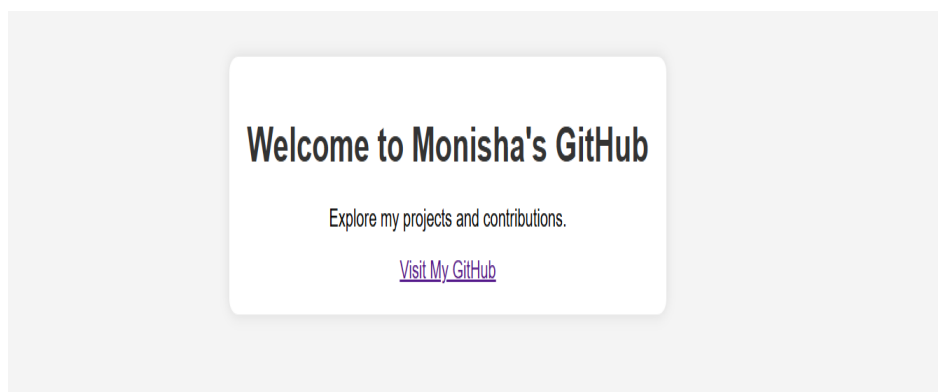 Welcome to Monisha's GitHub
Explore my projects and contributions.
Visit My GitHub